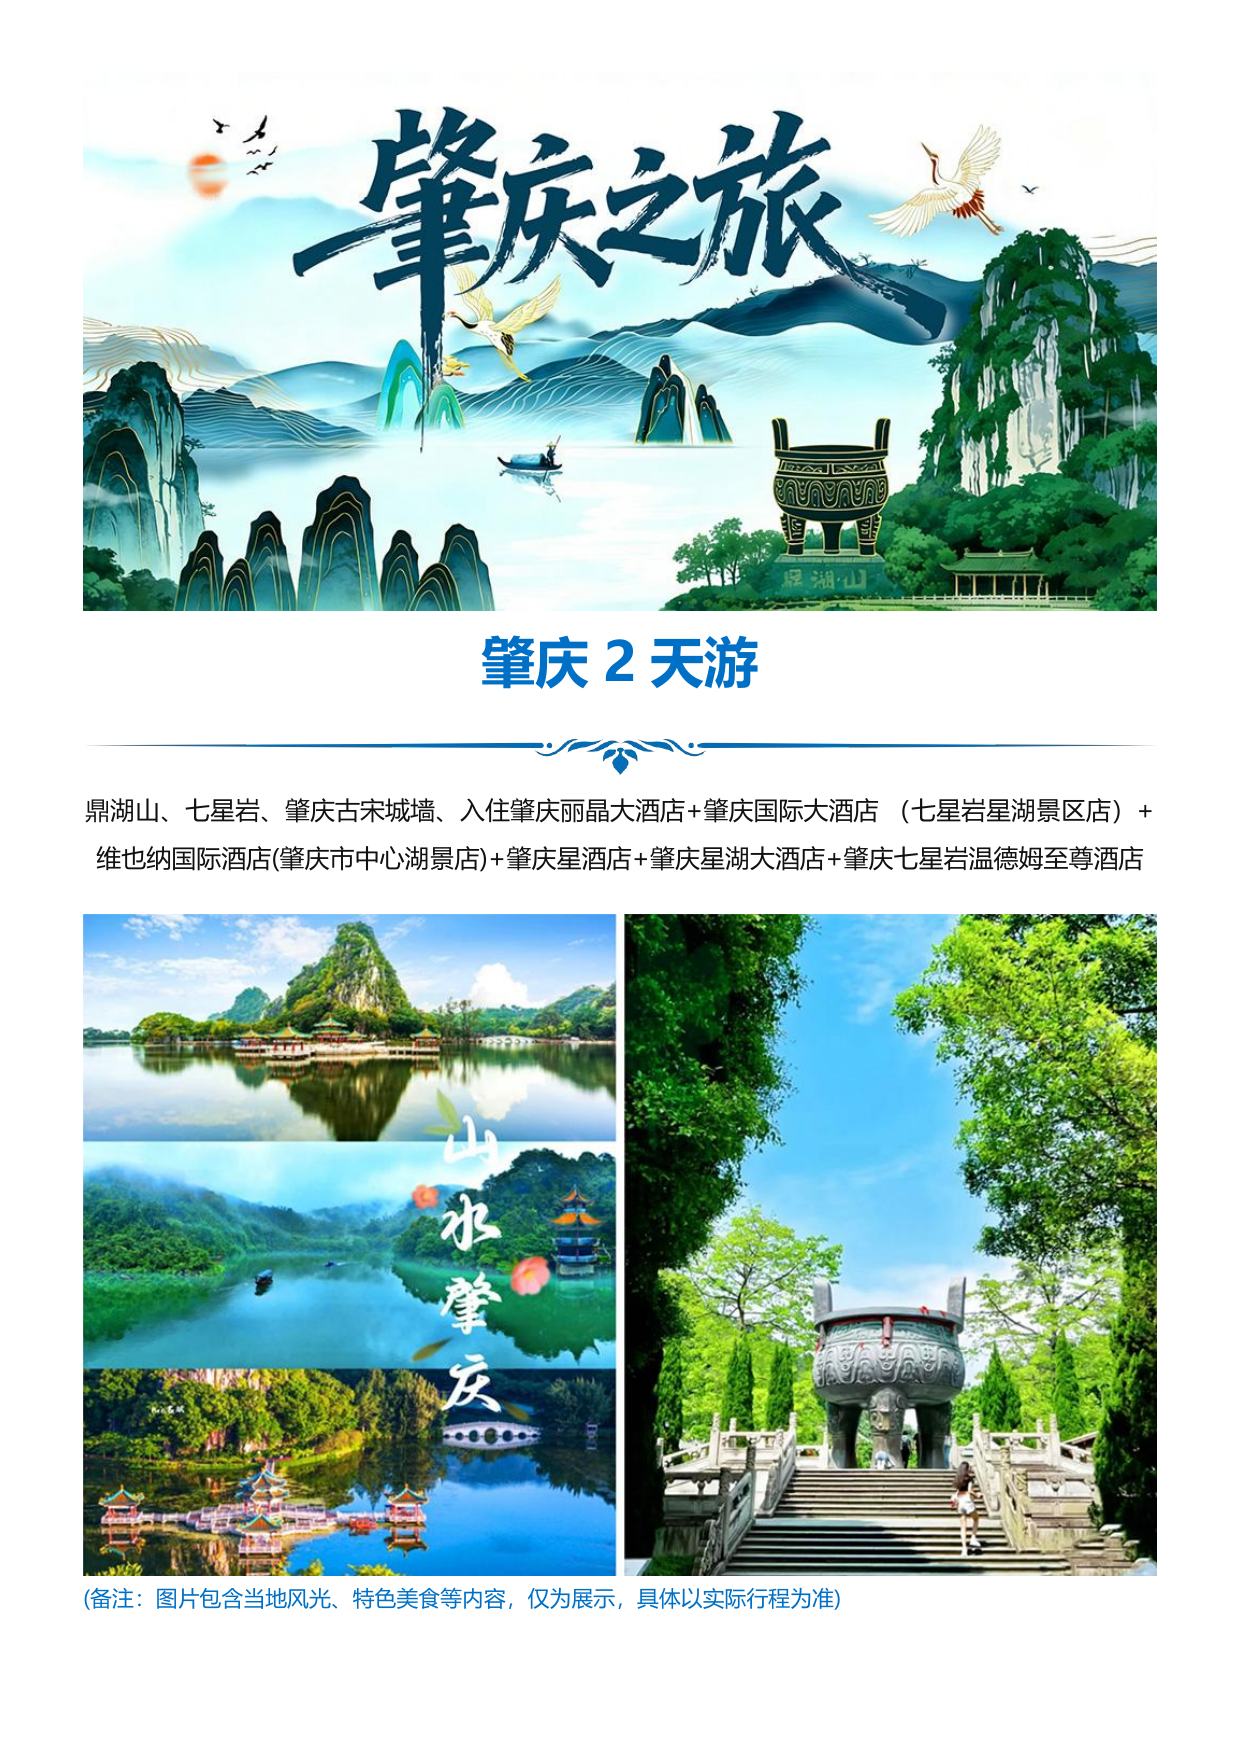 肇庆之旅
鼎湖山
肇庆 2 天游
鼎湖山、七星岩、肇庆古宋城墙、入住肇庆丽晶大酒店+肇庆国际大酒店 （七星岩星湖景区店）+
维也纳国际酒店(肇庆市中心湖景店)+肇庆星酒店+肇庆星湖大酒店+肇庆七星岩温德姆至尊酒店
山水肇庆
(备注：图片包含当地风光、特色美食等内容，仅为展示，具体以实际行程为准)